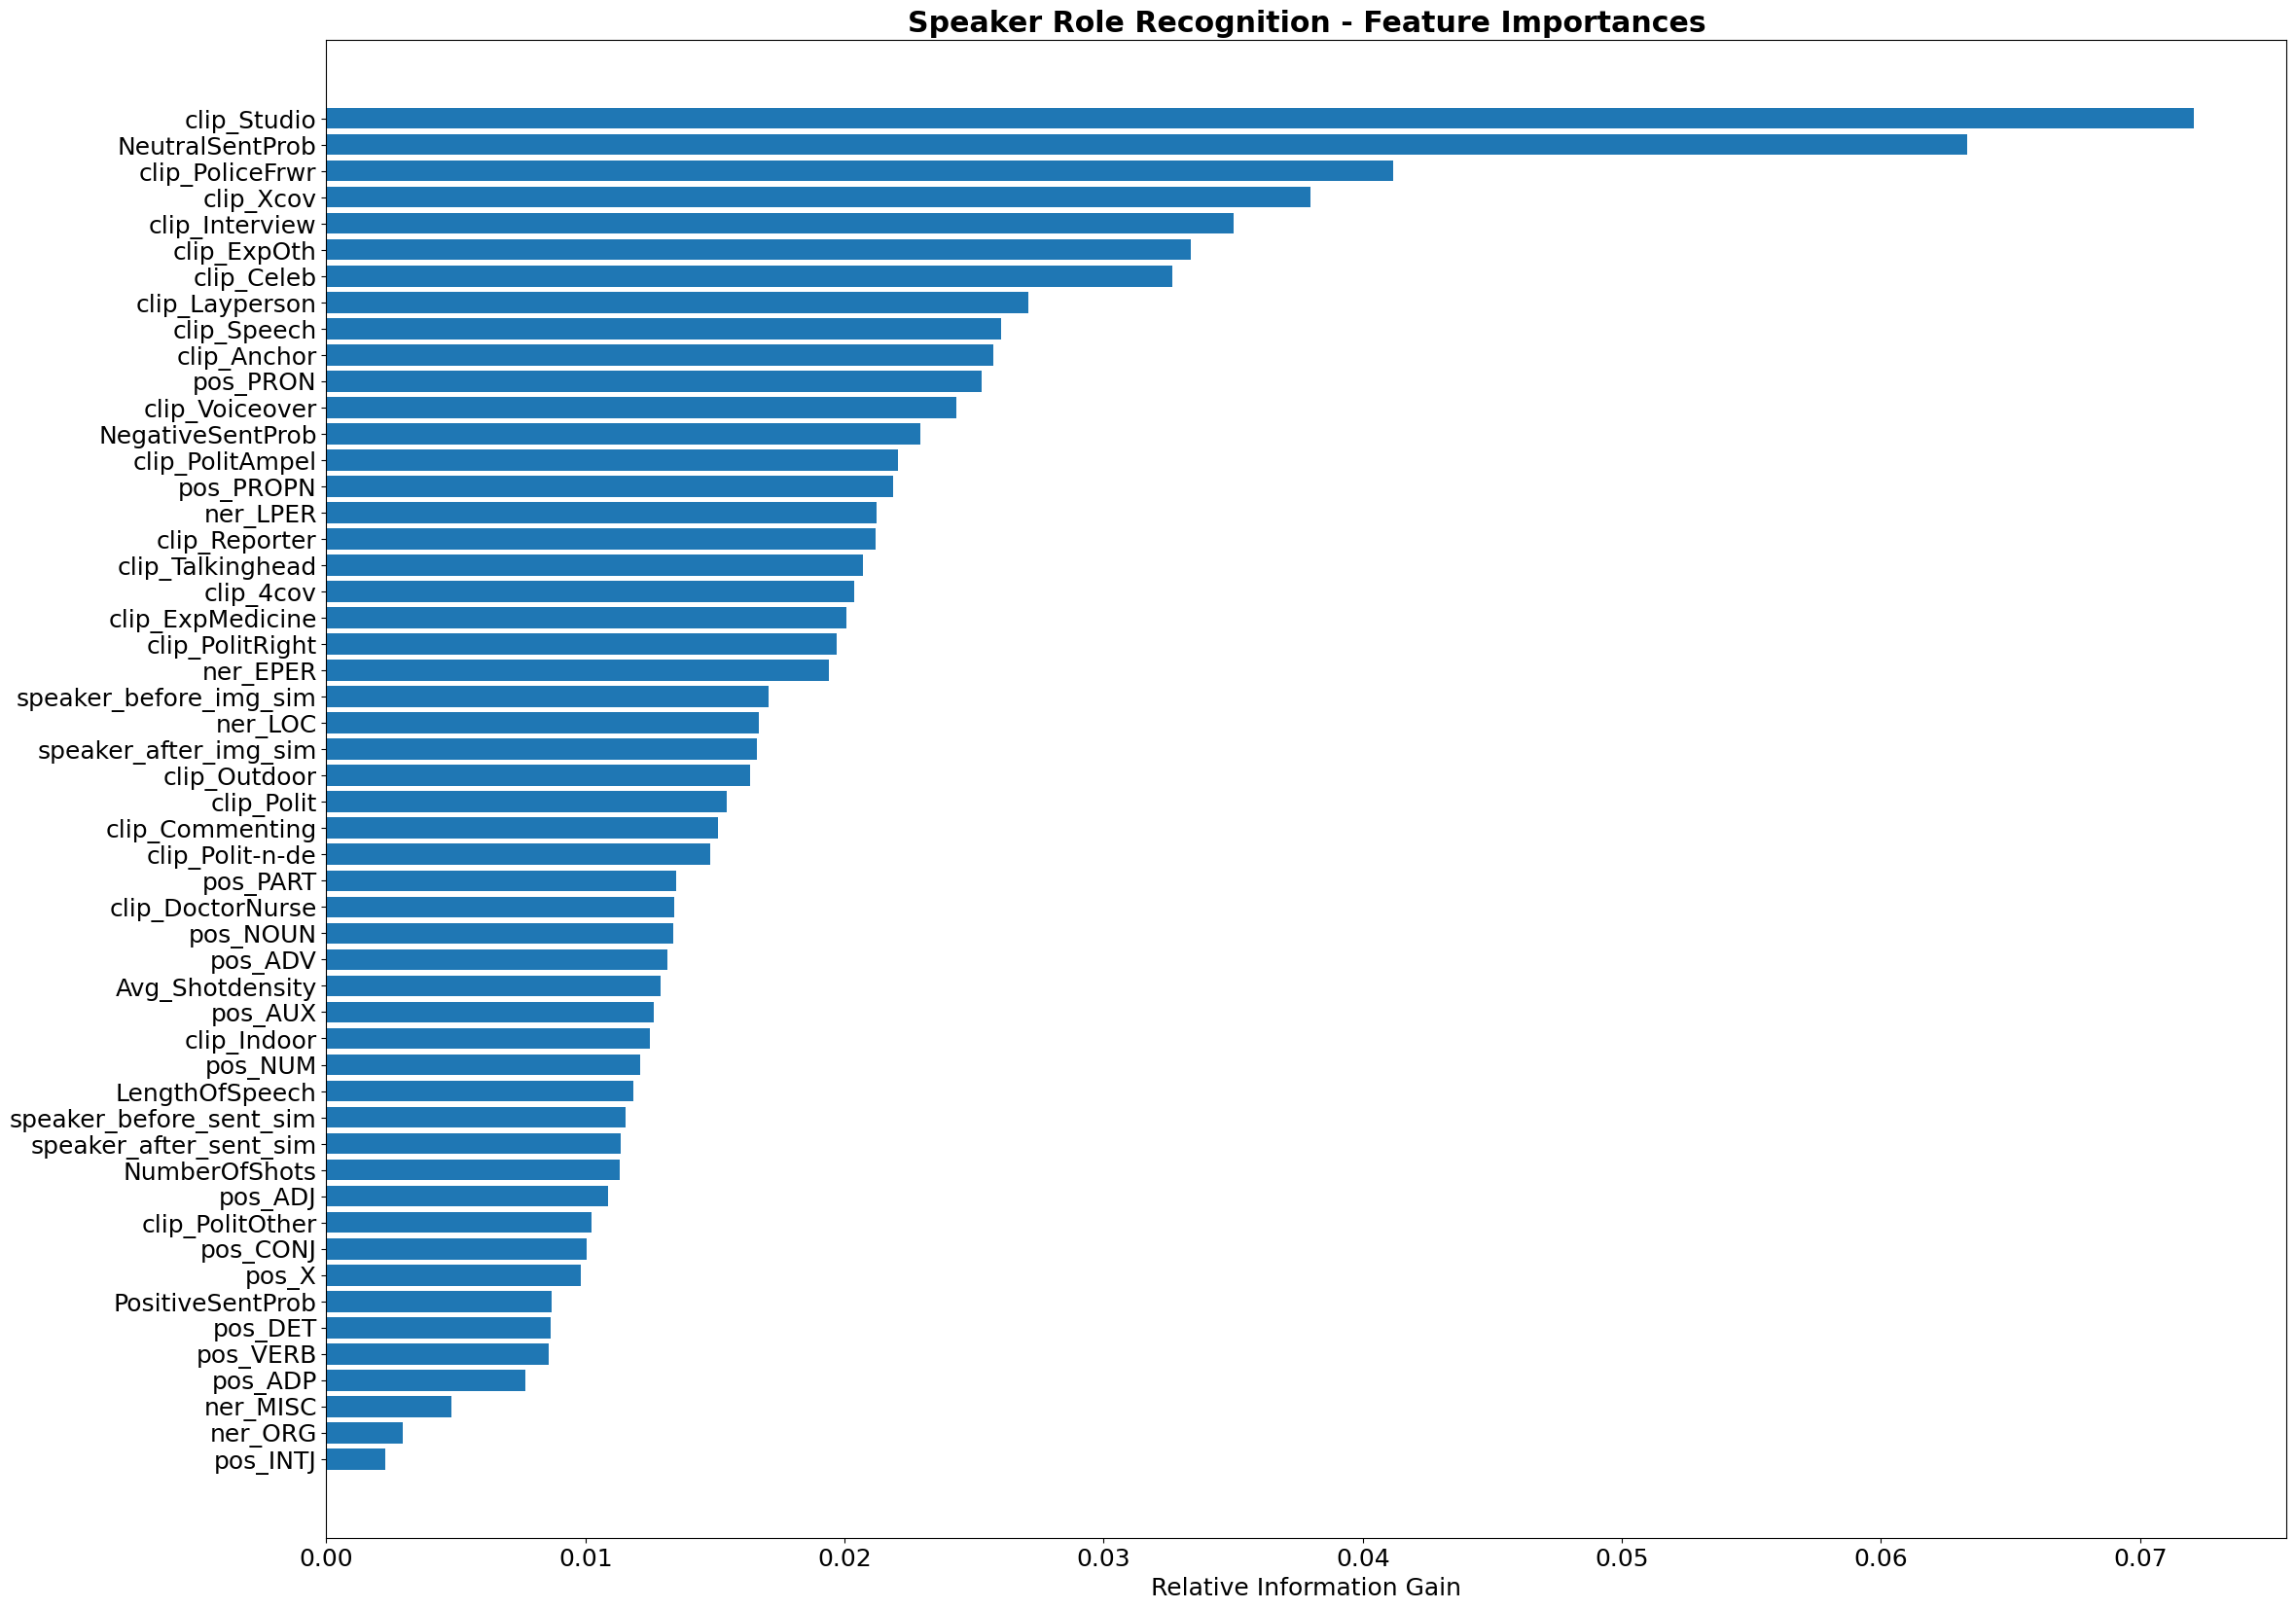 Speaker Role Recognition - Feature Importances
clip_Studio
NeutralSentProb
clip_PoliceFrwr
clip_Xcov
clip_Interview
clip_ExpOth
clip_Celeb
clip_Layperson
clip_Speech
clip_Anchor
pos_PRON
clip_Voiceover
NegativeSentProb
clip_PolitAmpel
pos_PROPN
ner_LPER
clip_Reporter
clip_Talkinghead
clip_4cov
clip_ExpMedicine
clip_PolitRight
ner_EPER
speaker_before_img_sim
ner_LOC
speaker_after_img_sim
clip_Outdoor
clip_Polit
clip_Commenting
clip_Polit-n-de
pos_PART
clip_DoctorNurse
pos_NOUN
pos_ADV
Avg_Shotdensity
pos_AUX
clip_Indoor
pos_NUM
LengthOfSpeech
speaker_before_sent_sim
speaker_after_sent_sim
NumberOfShots
pos_ADJ
clip_PolitOther
pos_CONJ
pos_X
PositiveSentProb
pos_DET
pos_VERB
pos_ADP
ner_MISC
ner_ORG
pos_INTJ
0.00 0.01 0.02 0.03 0.04 0.05 0.06 0.07
Relative Information Gain